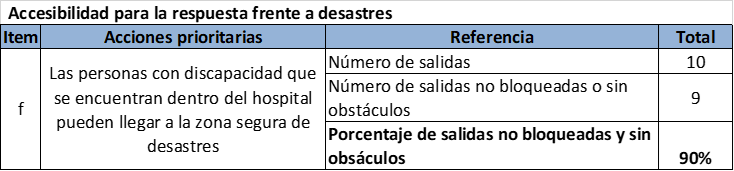 Accesibilidad para la respuesta frente a desastres
Item Acciones prioritarias Referencia Total
f
Las personas con discapacidad que
se encuentran dentro del hospital
pueden llegar a la zona segura de
desastres
Número de salidas 10
Número de salidas no bloqueadas o sin
obstáculos 9
Porcentaje de salidas no bloqueadas y sin
obsáculos 90%